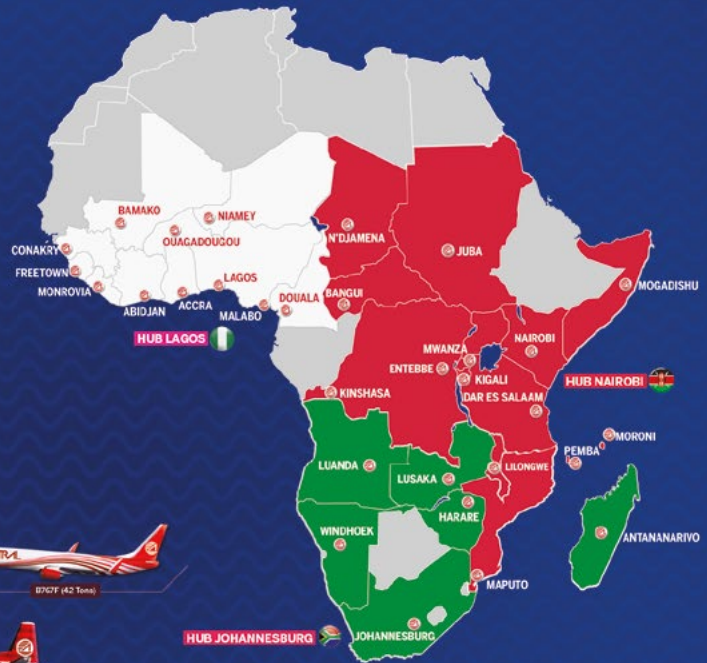 BAMAKO
NIAMEY
OUAGADOUGOU
CONAKRY
FREETOWN
MONROVIA
ABIDJAN
ACCRA
LAGOS
MALABO
DOUALA
HUB LAGOS
N'DJAMENA
JUBA
BANGUI
MOGADISHU
NAIROBI
MWANZA
ENTEBBE
KIGALI
HUB NAIROBI
DAR ES SALAAM
KINSHASA
MORONI
PEMBA
LUANDA
LUSAKA
LILONGWE
HARARE
WINDHOEK
ANTANANARIVO
MAPUTO
B767F (42 Tons)
HUB JOHANNESBURG
JOHANNESBURG